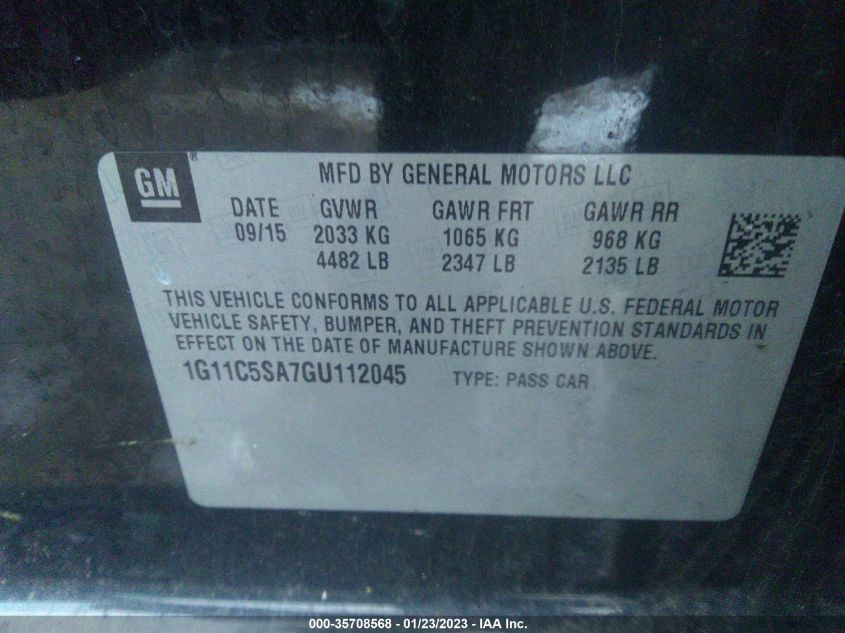 GM
MFD BY GENERAL MOTORS LLC
DATE GVWR GAWR FRT GAWR RR
09/15 2033 KG 1065 KG 968 KG
4482 LB 2347 LB 2135 LB
THIS VEHICLE CONFORMS TO ALL APPLICABLE U.S. FEDERAL MOTOR
VEHICLE SAFETY, BUMPER, AND THEFT PREVENTION STANDARDS IN
EFFECT ON THE DATE OF MANUFACTURE SHOWN ABOVE.
1G11C5SA7GU112045 TYPE: PASS CAR
000-35708568 - 01/23/2023 - IAA Inc.